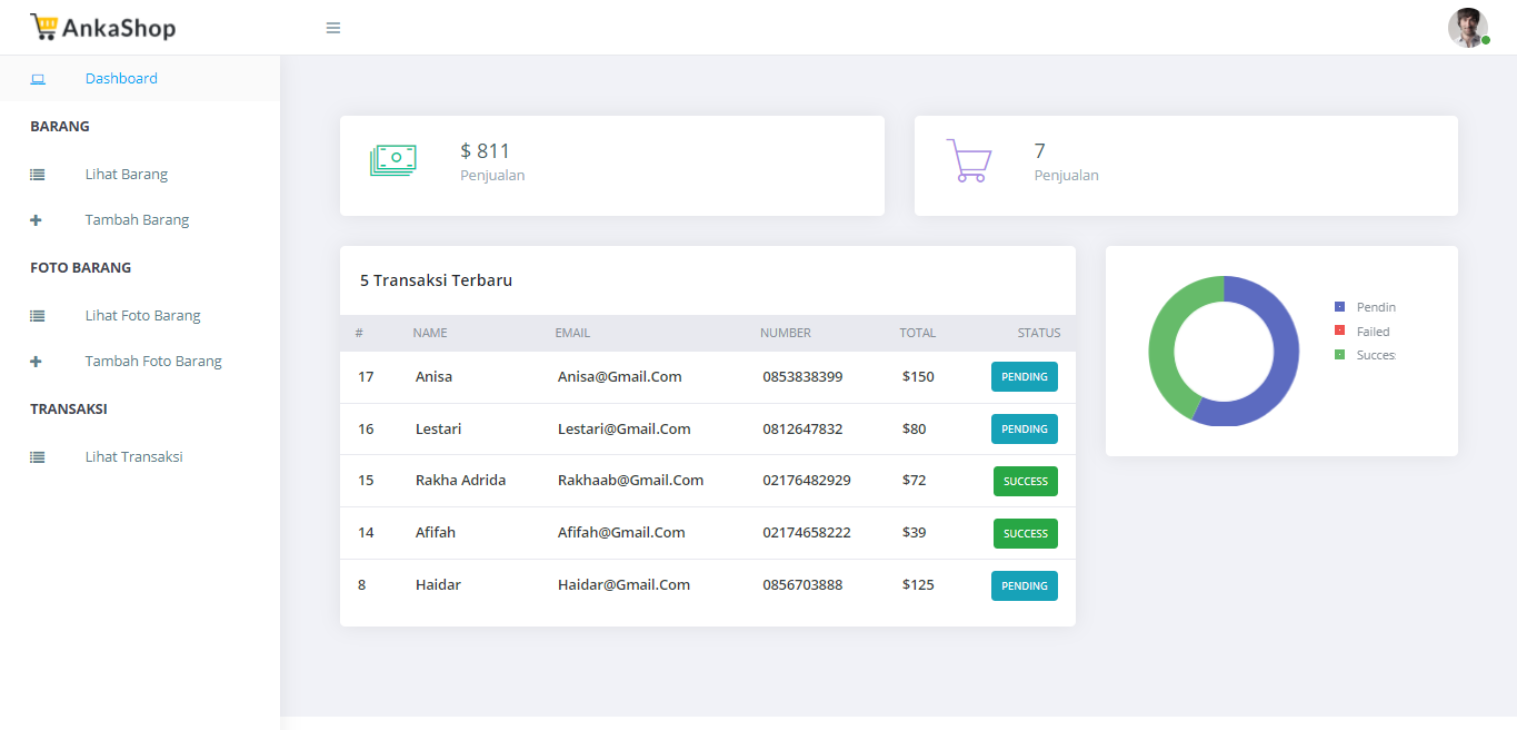 AnkaShop
Dashboard
BARANG
Lihat Barang
Tambah Barang
FOTO BARANG
Lihat Foto Barang
Tambah Foto Barang
TRANSAKSI
Lihat Transaksi
$ 811
Penjualan
7
Penjualan
5 Transaksi Terbaru
# NAME EMAIL NUMBER TOTAL STATUS
17 Anisa Anisa@Gmail.Com 0853838399 $150 PENDING
16 Lestari Lestari@Gmail.Com 0812647832 $80 PENDING
15 Rakha Adrida Rakhaab@Gmail.Com 02176482929 $72 SUCCESS
14 Afifah Afifah@Gmail.Com 02174658222 $39 SUCCESS
8 Haidar Haidar@Gmail.Com 0856703888 $125 PENDING
Pendin
Failed
Succes